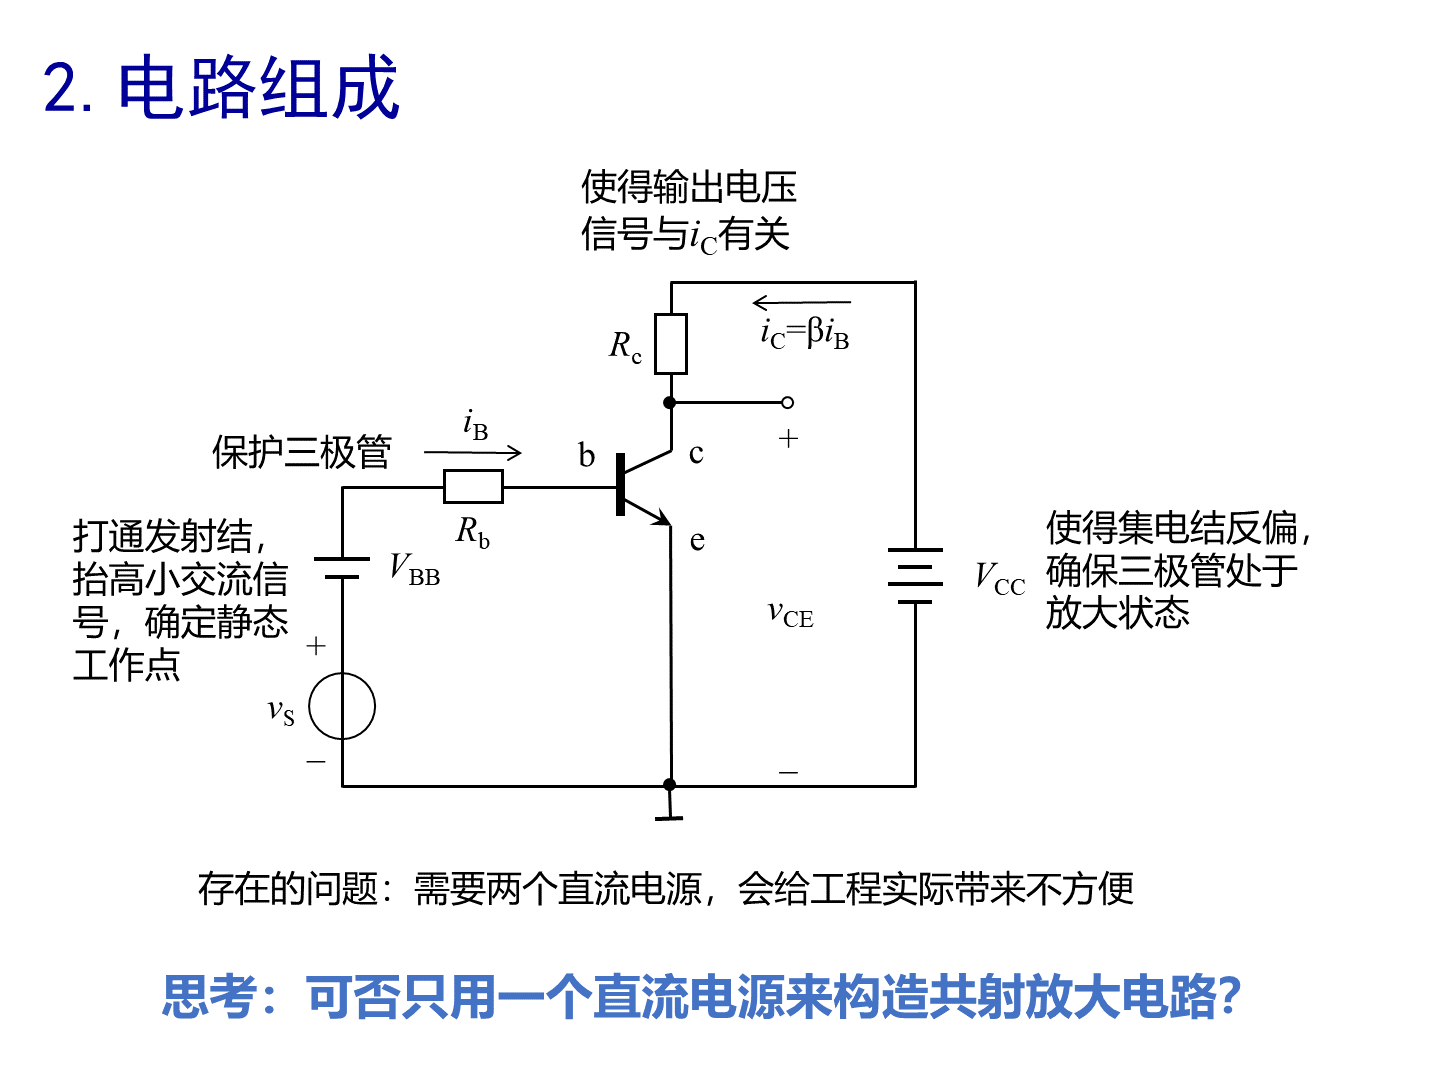 2. 电路组成
使得输出电压
信号与iC有关
iC=βiB
Rc
iB
保护三极管
b
c
+
Rb
e
打通发射结，
抬高小交流信
号，确定静态
工作点
VBB
使得集电结反偏，
确保三极管处于
放大状态
VCC
vCE
+
vS
−
−
存在的问题：需要两个直流电源，会给工程实际带来不方便
思考：可否只用一个直流电源来构造共射放大电路？